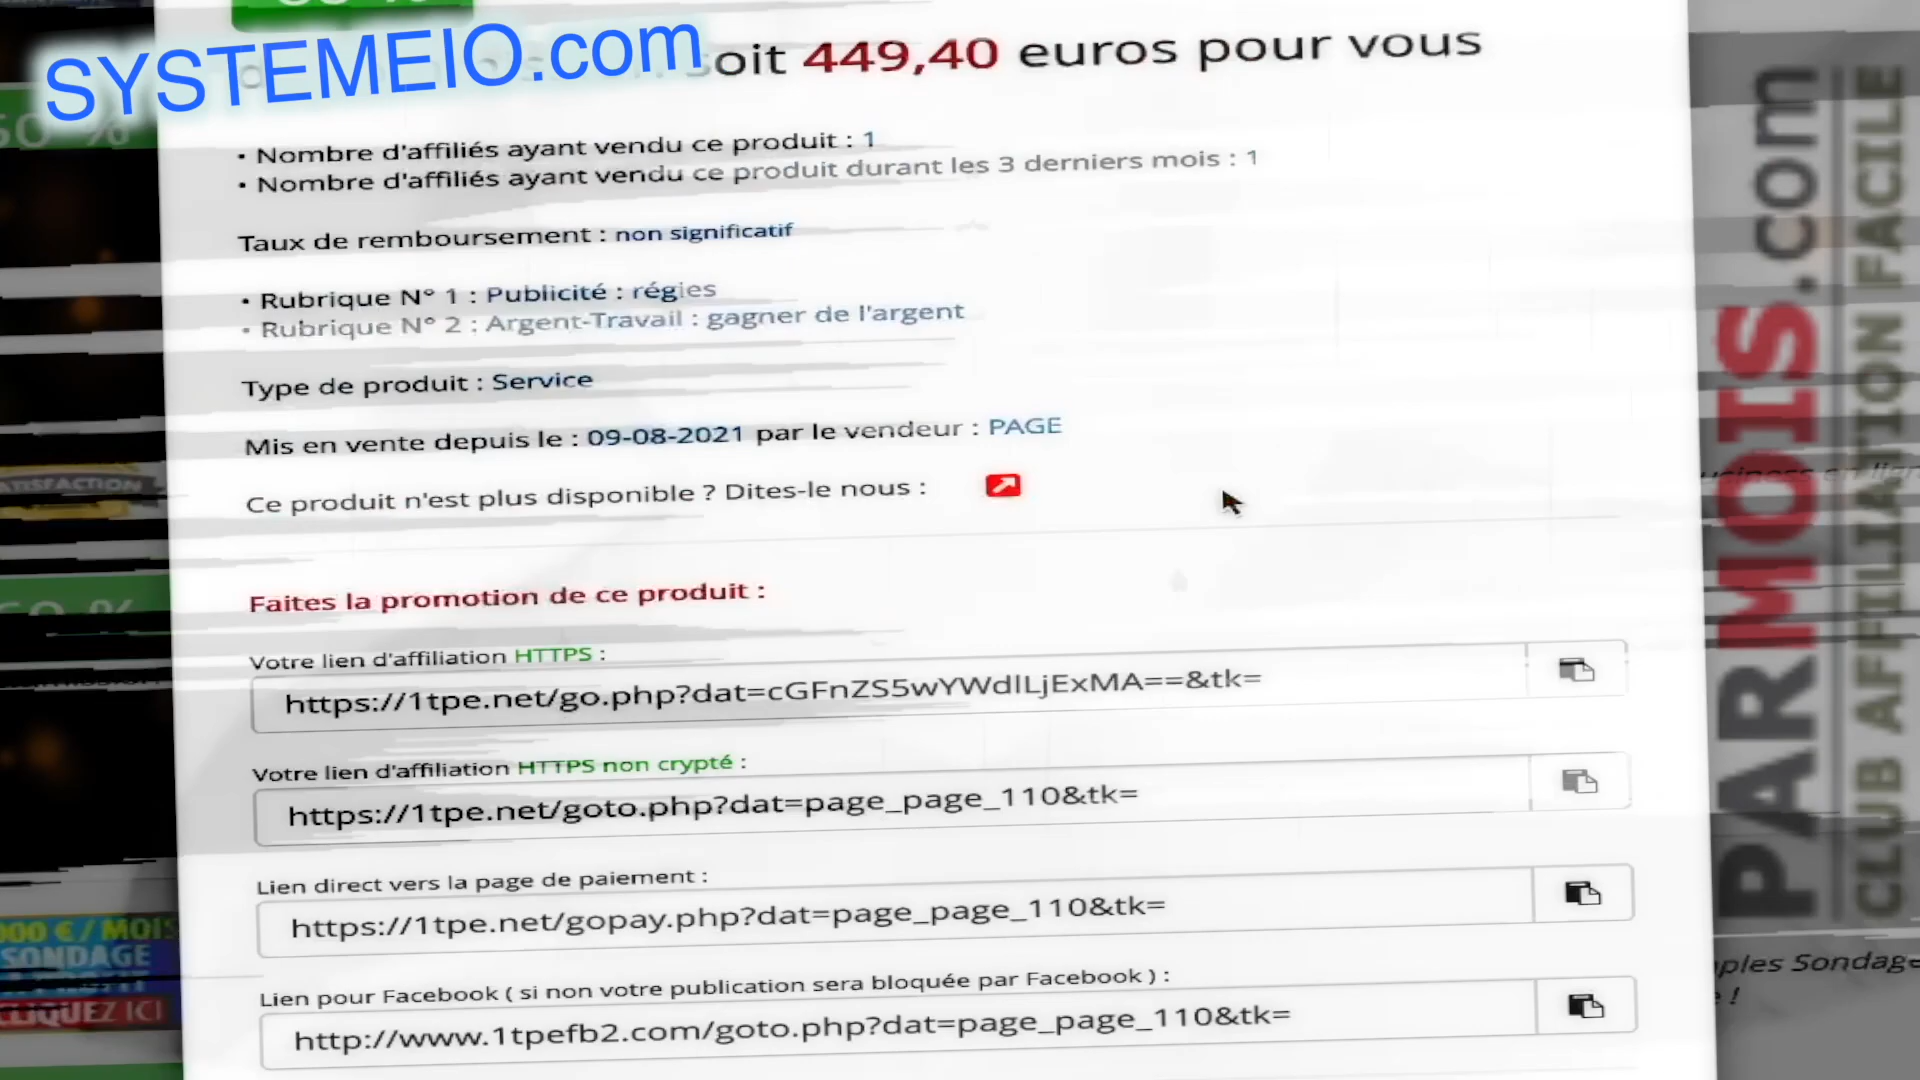 SYSTEMEIO.com
soit 449,40 euros pour vous
50 %
• Nombre d'affiliés ayant vendu ce produit : 1
• Nombre d'affiliés ayant vendu ce produit durant les 3 derniers mois : 1
Taux de remboursement : non significatif
• Rubrique N° 1 : Publicité : régies
• Rubrique N° 2 : Argent-Travail : gagner de l'argent
Type de produit : Service
Mis en vente depuis le : 09-08-2021 par le vendeur : PAGE
Ce produit n'est plus disponible ? Dites-le nous :
Faites la promotion de ce produit :
Votre lien d'affiliation HTTPS :
https://1tpe.net/go.php?dat=cGFnZS5wYWdlLjExMA==&tk=
Votre lien d'affiliation HTTPS non crypté :
https://1tpe.net/goto.php?dat=page_page_110&tk=
Lien direct vers la page de paiement :
https://1tpe.net/gopay.php?dat=page_page_110&tk=
Lien pour Facebook ( si non votre publication sera bloquée par Facebook ) :
http://www.1tpefb2.com/goto.php?dat=page_page_110&tk=
000 € / MOIS
SONDAGE
CLIQUEZ ICI
PARMOIS.com
CLUB AFFILIATION FACILE